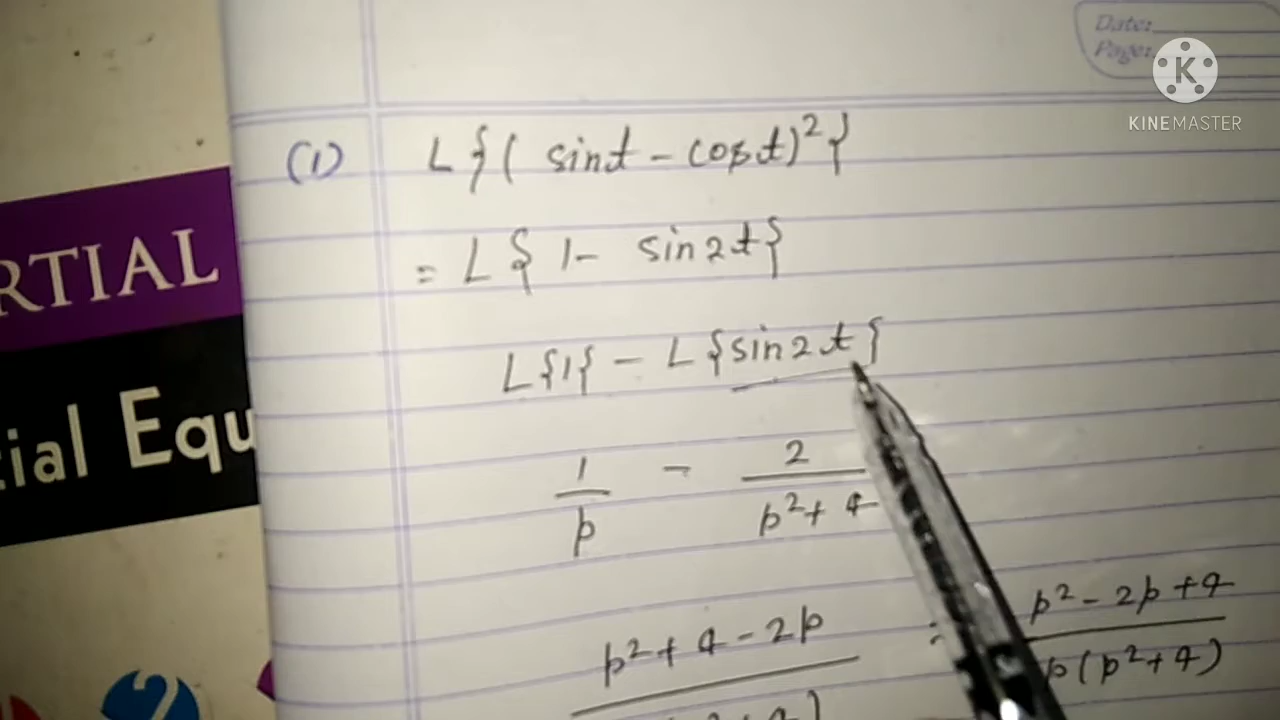 Date:
Page:
KINEMASTER
(1) L{( sint - cost)²}
= L{ 1- sin2t}
L{1} - L{sin2t}
1/p - 2/p²+4
p²+4-2p = p²-2p+4/p(p²+4)
RTIAL
ial Equ
2